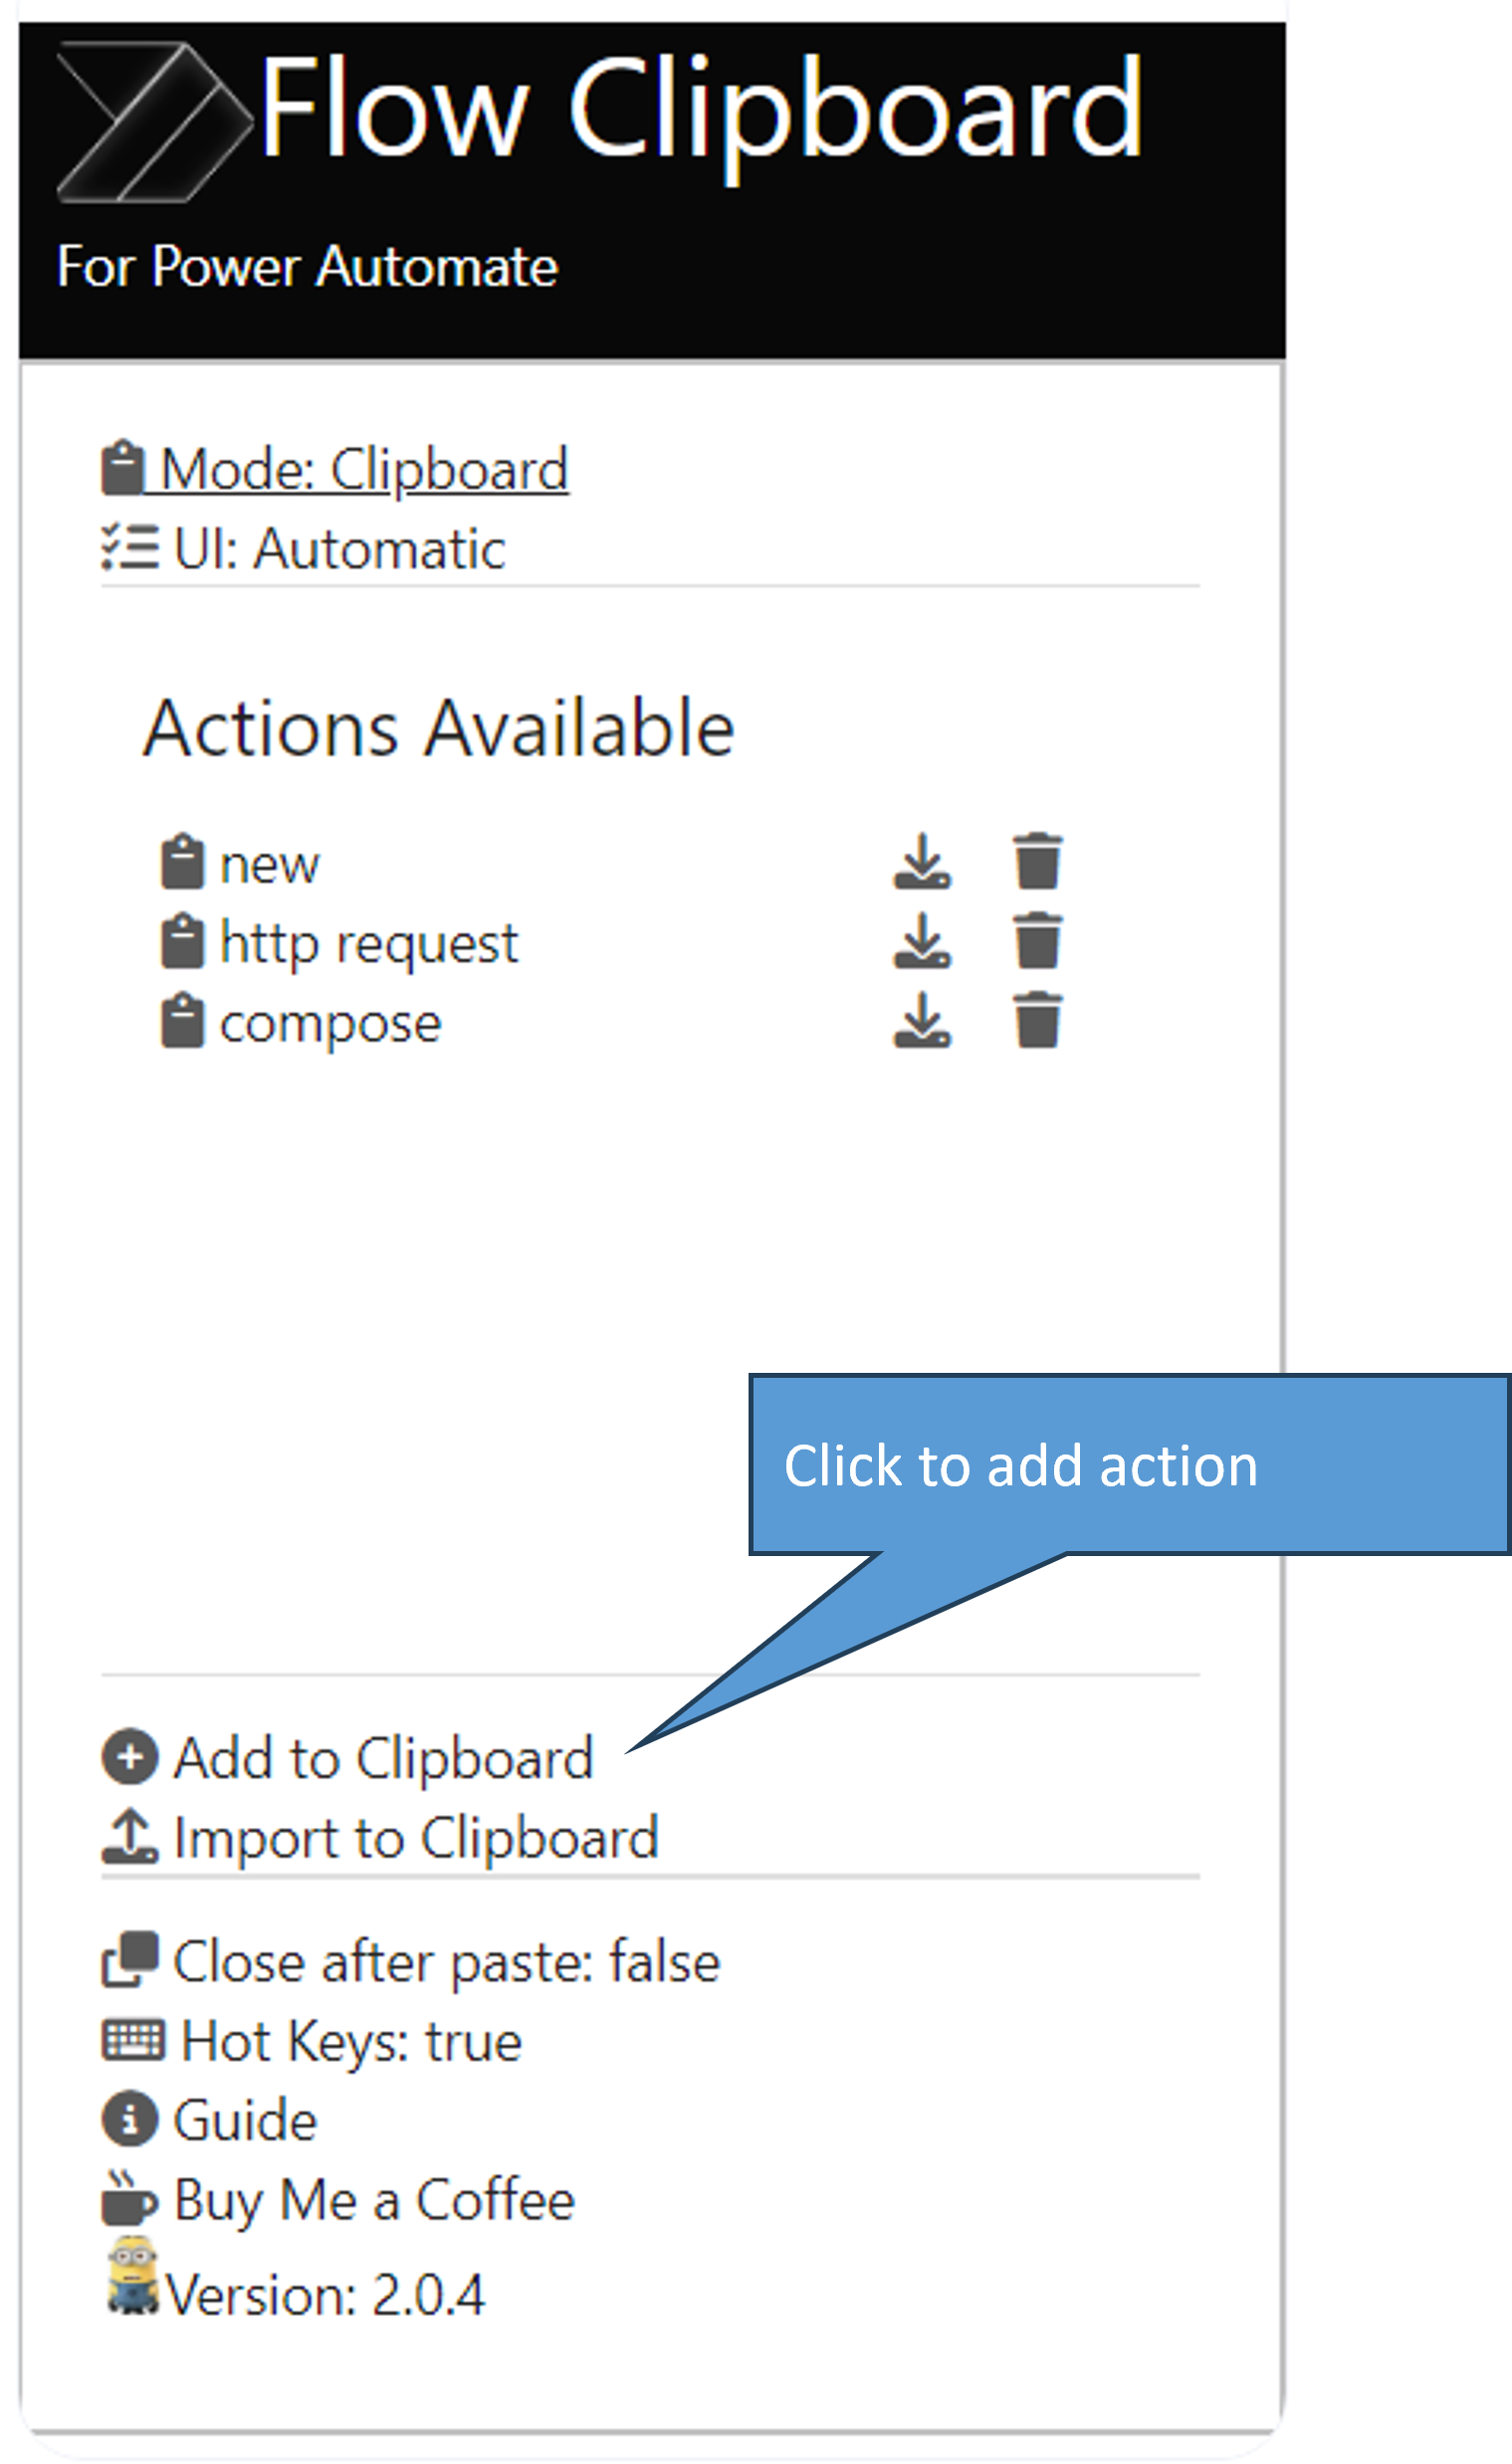 Flow Clipboard
For Power Automate
Mode: Clipboard
UI: Automatic
Actions Available
new
http request
compose
Click to add action
Add to Clipboard
Import to Clipboard
Close after paste: false
Hot Keys: true
Guide
Buy Me a Coffee
Version: 2.0.4